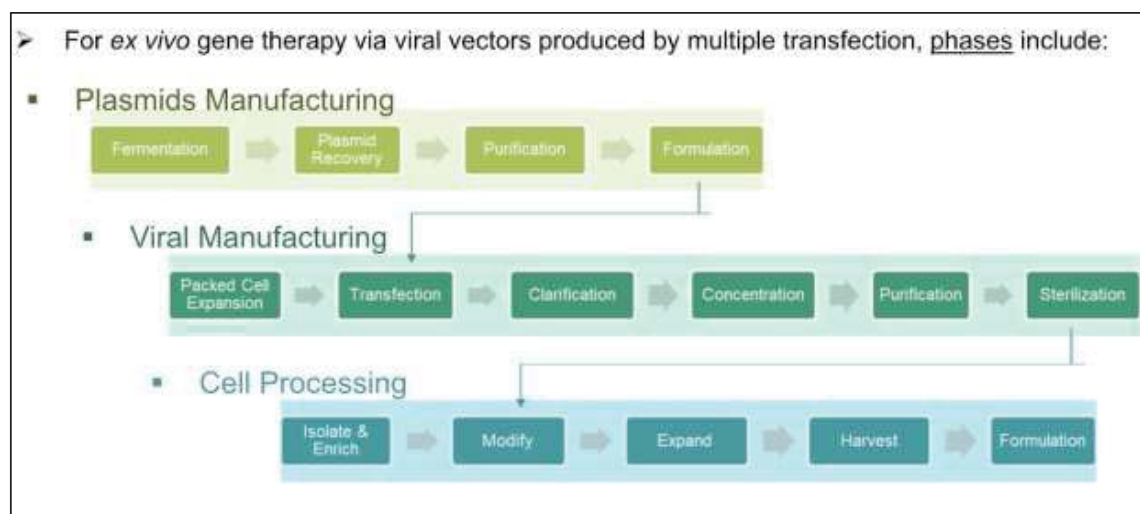 ➢ For ex vivo gene therapy via viral vectors produced by multiple transfection, phases include:
▪ Plasmids Manufacturing
Fermentation
Plasmid
Recovery
Purification
Formulation
▪ Viral Manufacturing
Packed Cell
Expansion
Transfection
Clarification
Concentration
Purification
Sterilization
▪ Cell Processing
Isolate &
Enrich
Modify
Expand
Harvest
Formulation